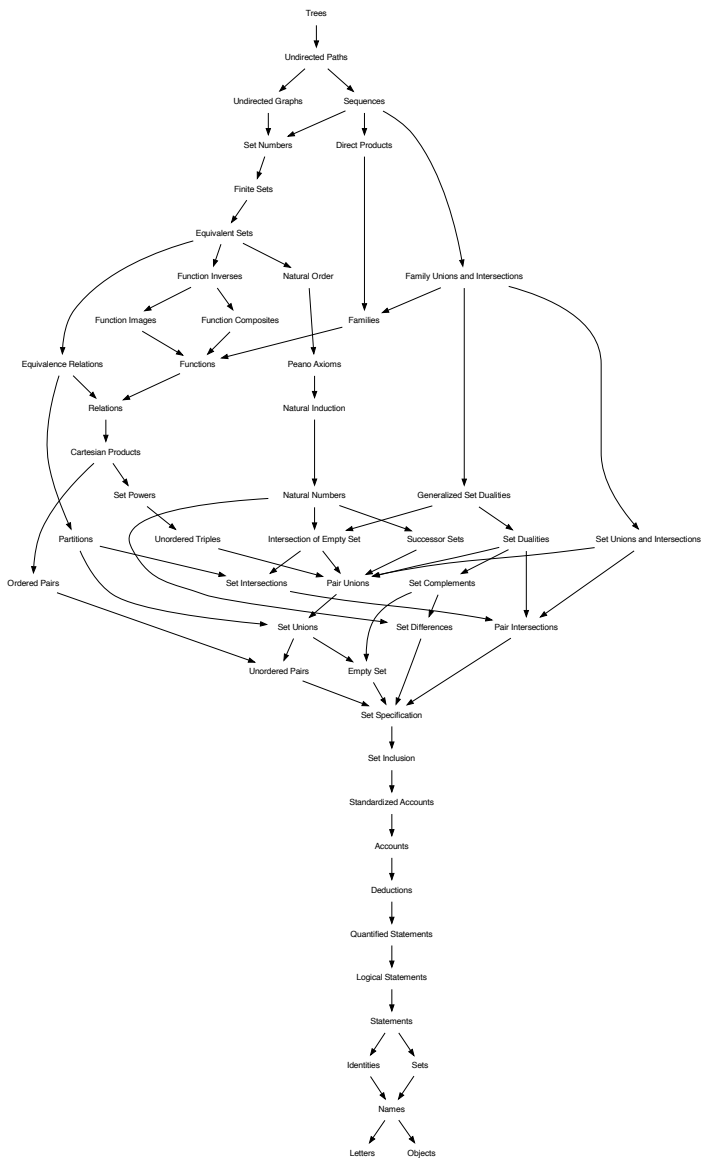 Trees
Undirected Paths
Undirected Graphs
Sequences
Set Numbers
Direct Products
Finite Sets
Equivalent Sets
Function Inverses
Natural Order
Family Unions and Intersections
Function Images
Function Composites
Families
Equivalence Relations
Functions
Peano Axioms
Relations
Natural Induction
Cartesian Products
Set Powers
Natural Numbers
Generalized Set Dualities
Partitions
Unordered Triples
Intersection of Empty Set
Successor Sets
Set Dualities
Set Unions and Intersections
Ordered Pairs
Set Intersections
Pair Unions
Set Complements
Set Unions
Set Differences
Pair Intersections
Unordered Pairs
Empty Set
Set Specification
Set Inclusion
Standardized Accounts
Accounts
Deductions
Quantified Statements
Logical Statements
Statements
Identities
Sets
Names
Letters
Objects